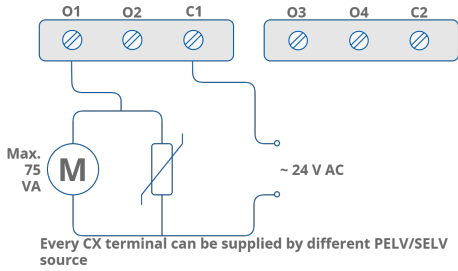 O1 O2 C1 O3 O4 C2
Max.
75
VA
M
~ 24 V AC
Every CX terminal can be supplied by different PELV/SELV
source